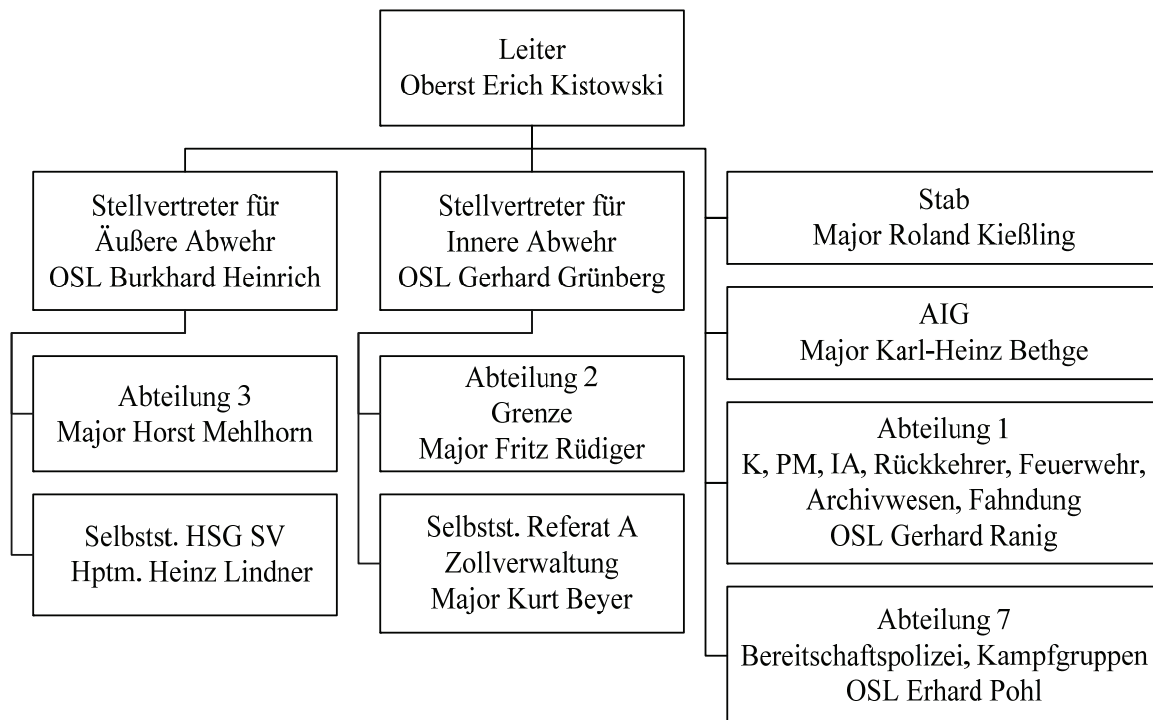 Leiter
Oberst Erich Kistowski
Stellvertreter für
Äußere Abwehr
OSL Burkhard Heinrich
Abteilung 3
Major Horst Mehlhorn
Selbstst. HSG SV
Hptm. Heinz Lindner
Stellvertreter für
Innere Abwehr
OSL Gerhard Grünberg
Abteilung 2
Grenze
Major Fritz Rüdiger
Selbstst. Referat A
Zollverwaltung
Major Kurt Beyer
Stab
Major Roland Kießling
AIG
Major Karl-Heinz Bethge
Abteilung 1
K, PM, IA, Rückkehrer, Feuerwehr,
Archivwesen, Fahndung
OSL Gerhard Ranig
Abteilung 7
Bereitschaftspolizei, Kampfgruppen
OSL Erhard Pohl